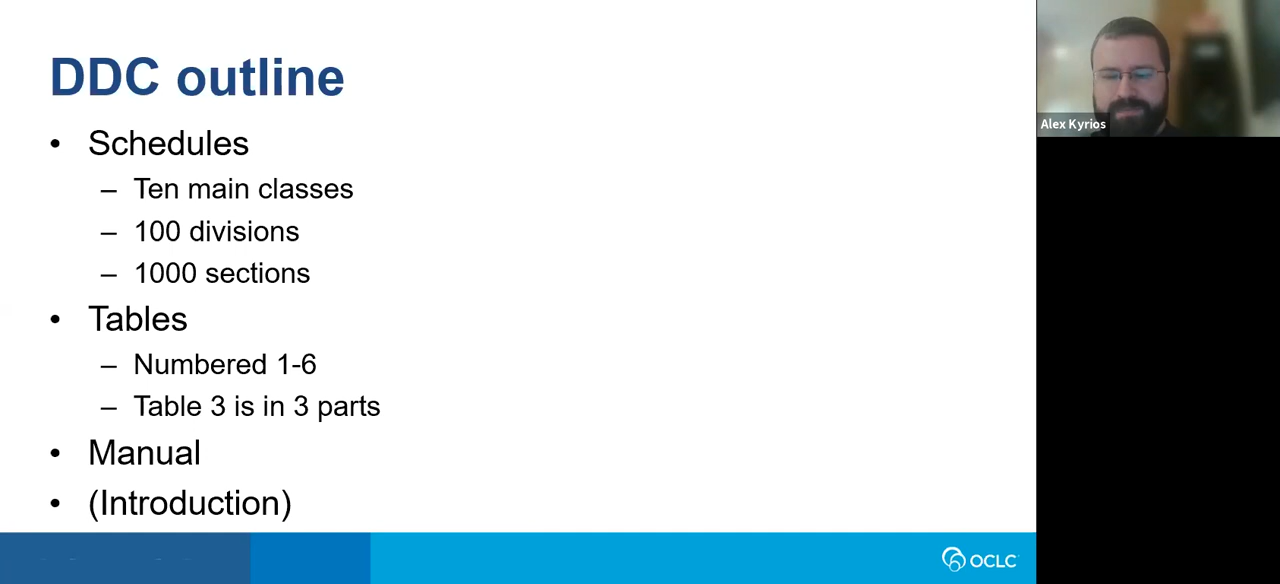 DDC outline
• Schedules
– Ten main classes
– 100 divisions
– 1000 sections
• Tables
– Numbered 1-6
– Table 3 is in 3 parts
• Manual
• (Introduction)
OCLC
Alex Kyrios